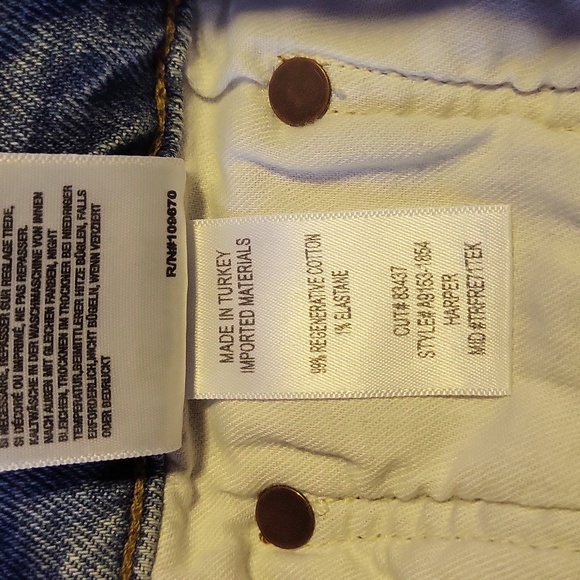 SI NÉCESSAIRE, REPASSER SUR RÉGLAGE TIÈDE,
SI DÉCORÉ OU IMPRIMÉ, NE PAS REPASSER.
KALTWÄSCHE IN DER WASCHMASCHINE VON INNEN
NACH AUßEN MIT GLEICHEN FARBEN, NIGHT
BLEICHEN, TROCKNEN IM TROCKNER BEI NIEDRIGER
TEMPERATUR,BEIMITTLERER HITZE BÜGELN, FALLS
ERFORDERLICH,NICHT BÜGELN, WENN VERZIERT
ODER BEDRUCKT
R/N#109670
MADE IN TURKEY
IMPORTED MATERIALS
99% REGENERATIVE COTTON
1% ELASTANE
CUT# 83437
STYLE# A9163-1854
HARPER
MID #TRFRE71TEK